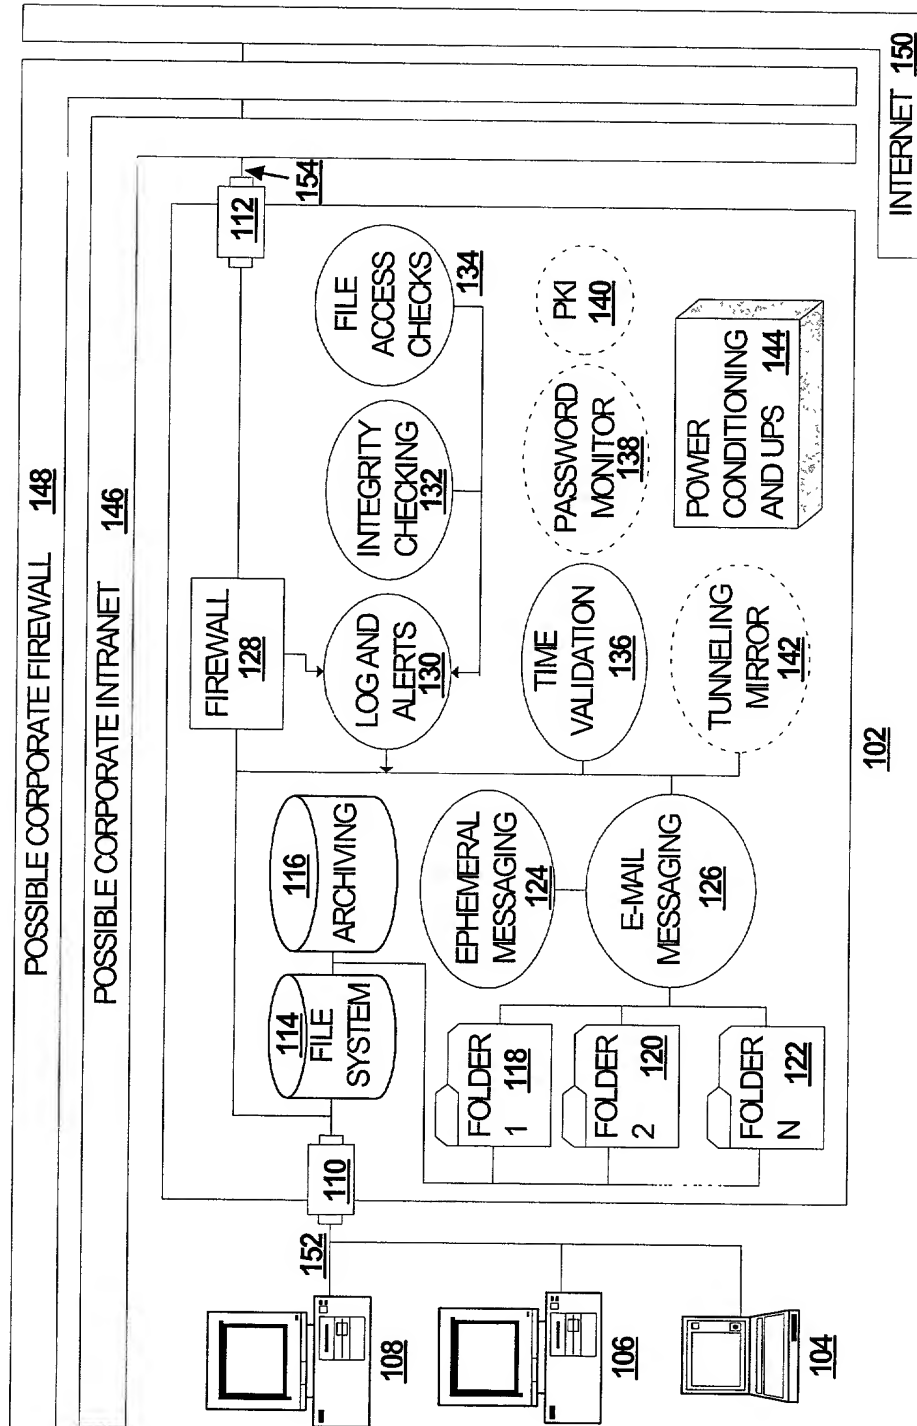 POSSIBLE CORPORATE FIREWALL 148
POSSIBLE CORPORATE INTRANET 146
INTERNET 150
108
106
104
152
110
112
154
FIREWALL
128
114
FILE
SYSTEM
116
ARCHIVING
LOG AND
ALERTS
130
INTEGRITY
CHECKING
132
FILE
ACCESS
CHECKS
134
FOLDER
1 118
FOLDER
2 120
FOLDER
N 122
EPHEMERAL
MESSAGING
124
E-MAIL
MESSAGING
126
TIME
VALIDATION
136
PASSWORD
MONITOR
138
PKI
140
TUNNELING
MIRROR
142
POWER
CONDITIONING
AND UPS 144
102